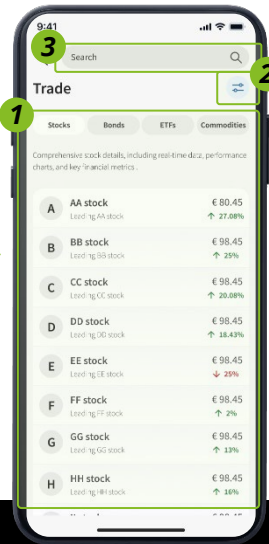 9:41
3
Search
2
Trade
1
Stocks Bonds ETFs Commodities
Comprehensive stock details, including real-time data, performance
charts, and key financial metrics.
A AA stock € 80.45
Leading AA stock ↑ 27.08%
B BB stock € 98.45
Leading BB stock ↑ 25%
C CC stock € 98.45
Leading CC stock ↑ 20.08%
D DD stock € 98.45
Leading DD stock ↑ 18.43%
E EE stock € 98.45
Leading EE stock ↓ 25%
F FF stock € 98.45
Leading FF stock ↑ 2%
G GG stock € 98.45
Leading GG stock ↑ 13%
H HH stock € 98.45
Leading HH stock ↑ 16%